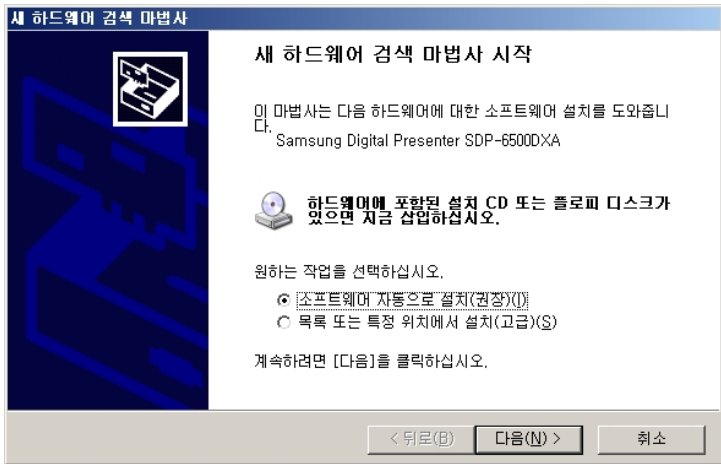 새 하드웨어 검색 마법사
새 하드웨어 검색 마법사 시작
이 마법사는 다음 하드웨어에 대한 소프트웨어 설치를 도와줍니
다.
Samsung Digital Presenter SDP-6500DXA
하드웨어에 포함된 설치 CD 또는 플로피 디스크가
있으면 지금 삽입하십시오.
원하는 작업을 선택하십시오.
소프트웨어 자동으로 설치(권장)(I)
목록 또는 특정 위치에서 설치(고급)(S)
계속하려면 [다음]을 클릭하십시오.
< 뒤로(B) 다음(N) > 취소